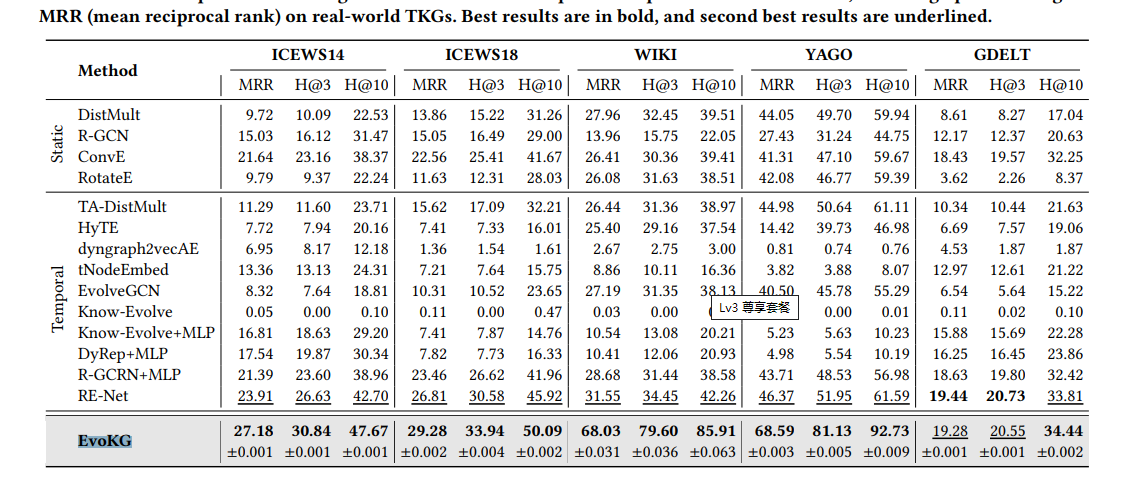 MRR (mean reciprocal rank) on real-world TKGs. Best results are in bold, and second best results are underlined.
Method ICEWS14 ICEWS18 WIKI YAGO GDELT
MRR H@3 H@10 MRR H@3 H@10 MRR H@3 H@10 MRR H@3 H@10 MRR H@3 H@10
Static
DistMult 9.72 10.09 22.53 13.86 15.22 31.26 27.96 32.45 39.51 44.05 49.70 59.94 8.61 8.27 17.04
R-GCN 15.03 16.12 31.47 15.05 16.49 29.00 13.96 15.75 22.05 27.43 31.24 44.75 12.17 12.37 20.63
ConvE 21.64 23.16 38.37 22.56 25.41 41.67 26.41 30.36 39.41 41.31 47.10 59.67 18.43 19.57 32.25
RotateE 9.79 9.37 22.24 11.63 12.31 28.03 26.08 31.63 38.51 42.08 46.77 59.39 3.62 2.26 8.37
Temporal
TA-DistMult 11.29 11.60 23.71 15.62 17.09 32.21 26.44 31.36 38.97 44.98 50.64 61.11 10.34 10.44 21.63
HyTE 7.72 7.94 20.16 7.41 7.33 16.01 25.40 29.16 37.54 14.42 39.73 46.98 6.69 7.57 19.06
dyngraph2vecAE 6.95 8.17 12.18 1.36 1.54 1.61 2.67 2.75 3.00 0.81 0.74 0.76 4.53 1.87 1.87
tNodeEmbed 13.36 13.13 24.31 7.21 7.64 15.75 8.86 10.11 16.36 3.82 3.88 8.07 12.97 12.61 21.22
EvolveGCN 8.32 7.64 18.81 10.31 10.52 23.65 27.19 31.35 38.13 40.50 45.78 55.29 6.54 5.64 15.22
Lv3 尊享套餐
Know-Evolve 0.05 0.00 0.10 0.11 0.00 0.47 0.03 0.00 0.00 0.01 0.11 0.02 0.10
Know-Evolve+MLP 16.81 18.63 29.20 7.41 7.87 14.76 10.54 13.08 20.21 5.23 5.63 10.23 15.88 15.69 22.28
DyRep+MLP 17.54 19.87 30.34 7.82 7.73 16.33 10.41 12.06 20.93 4.98 5.54 10.19 16.25 16.45 23.86
R-GCRN+MLP 21.39 23.60 38.96 23.46 26.62 41.96 28.68 31.44 38.58 43.71 48.53 56.98 18.63 19.80 32.42
RE-Net 23.91 26.63 42.70 26.81 30.58 45.92 31.55 34.45 42.26 46.37 51.95 61.59 19.44 20.73 33.81
EvoKG 27.18 30.84 47.67 29.28 33.94 50.09 68.03 79.60 85.91 68.59 81.13 92.73 19.28 20.55 34.44
±0.001 ±0.001 ±0.001 ±0.002 ±0.004 ±0.002 ±0.031 ±0.036 ±0.063 ±0.003 ±0.005 ±0.009 ±0.001 ±0.001 ±0.002